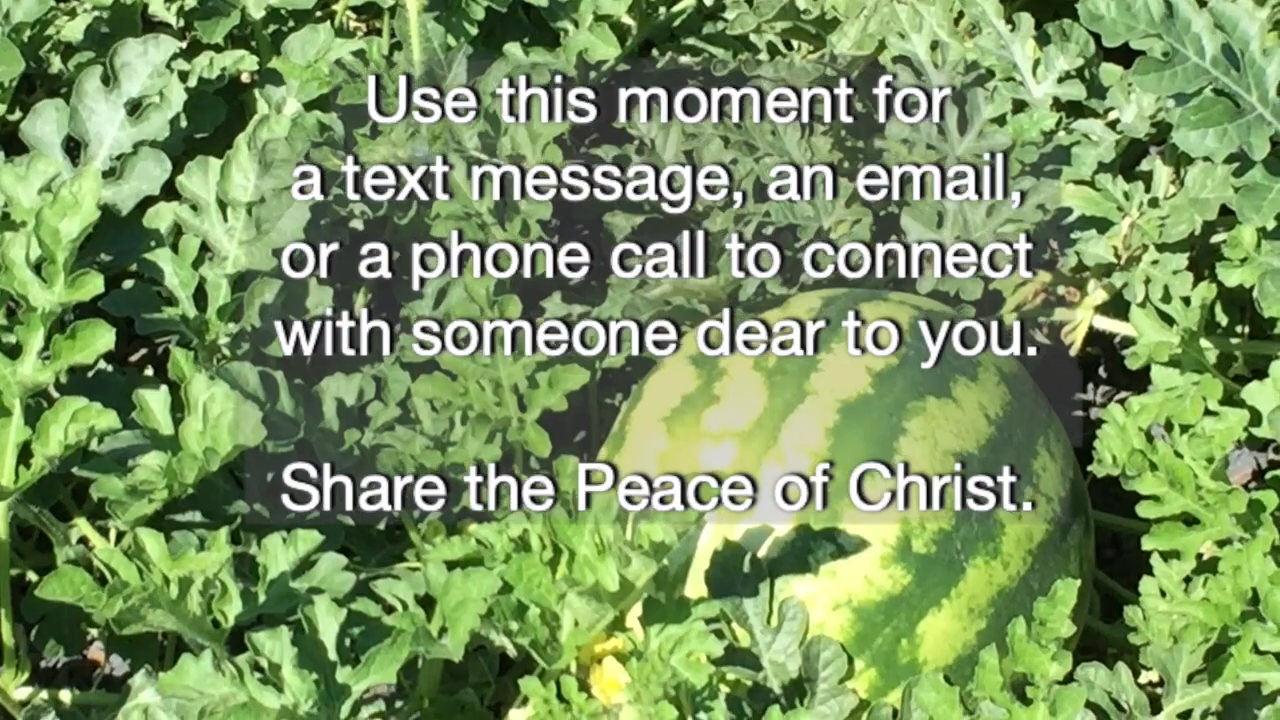 Use this moment for
a text message, an email,
or a phone call to connect
with someone dear to you.
Share the Peace of Christ.